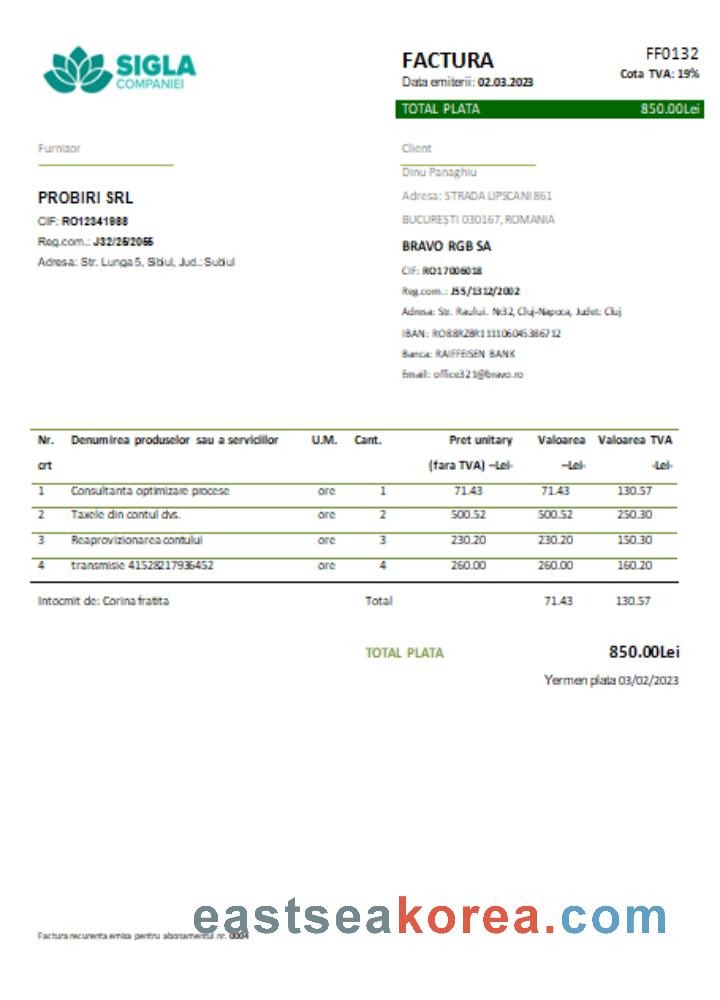 SIGLA
COMPANIEI
FACTURA
FF0132
Data emiterii: 02.03.2023
Cota TVA: 19%
TOTAL PLATA 850.00Lei
Furnizor
PROBIRI SRL
CIF: RO12341988
Reg.com.: J32/25/2055
Adresa: Str. Lunga 5, Sibiul, Jud.: Subiul
Client
Dinu Panaghiu
Adresa: STRADA LIPSCANI 861
BUCUREȘTI 030167, ROMANIA
BRAVO RGB SA
CIF: RO17006018
Reg.com.: J55/1312/2002
Adresa: Str. Raului. Nr32, Cluj-Napoca, Judet: Cluj
IBAN: RO88RZBR111106045386712
Banca: RAIFFEISEN BANK
Email: office321@bravo.ro
Nr. Denumirea produselor sau a serviciilor U.M. Cant. Pret unitary Valoarea Valoarea TVA
crt (fara TVA) –Lei- –Lei- -Lei-
1 Consultanta optimizare procese ore 1 71.43 71.43 130.57
2 Taxele din contul dvs. ore 2 500.52 500.52 250.30
3 Reaprovizionarea contului ore 3 230.20 230.20 150.30
4 transmisie 41528217936452 ore 4 260.00 260.00 160.20
Intocmit de: Corina fratita Total 71.43 130.57
TOTAL PLATA 850.00Lei
Yermen plata 03/02/2023
eastseakorea.com
Factura recurenta emisa pentru abonamentul nr. 0004